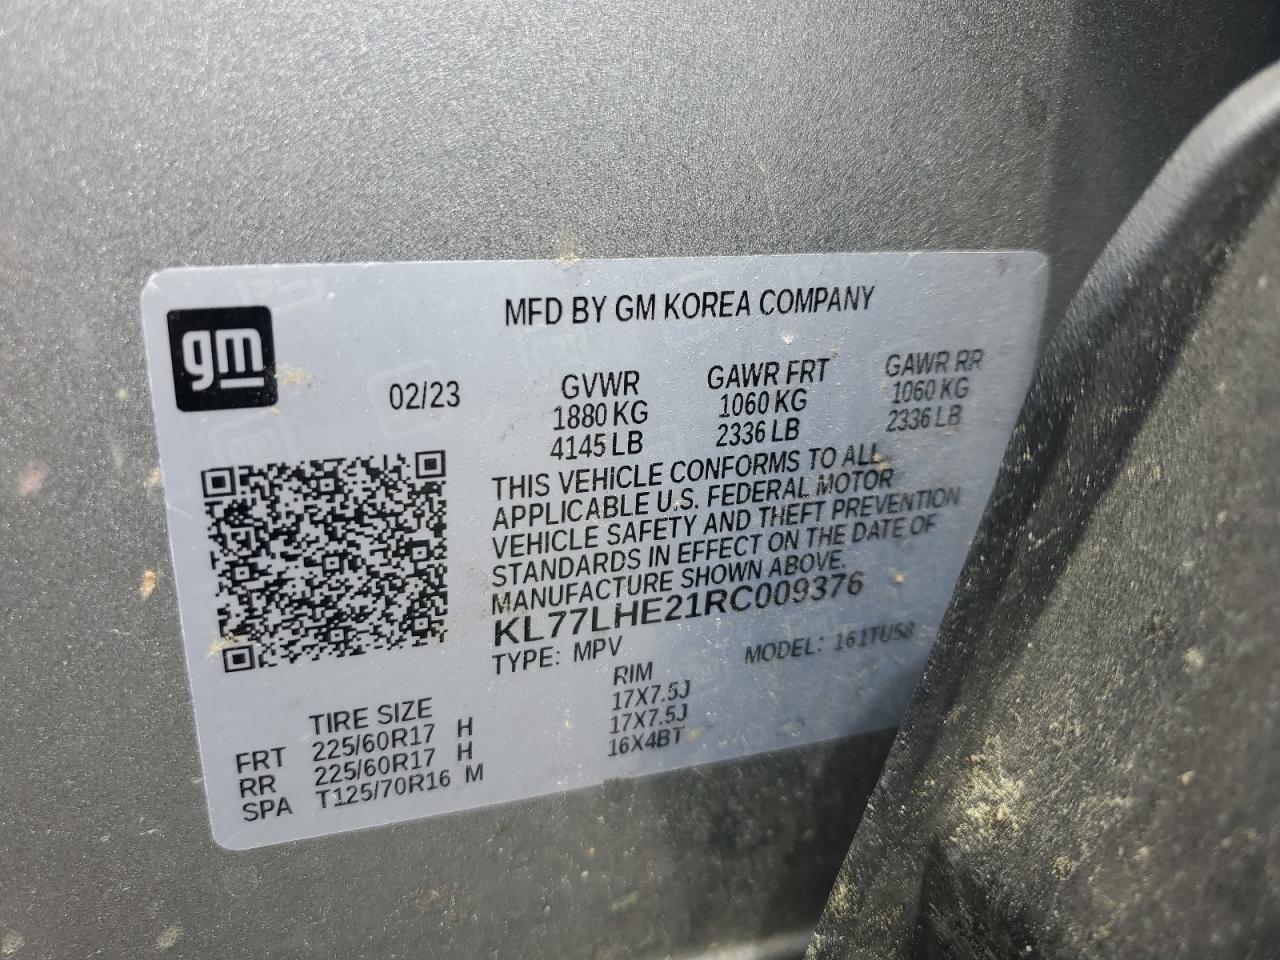 gm
MFD BY GM KOREA COMPANY
02/23
GVWR GAWR FRT GAWR RR
1880 KG 1060 KG 1060 KG
4145 LB 2336 LB 2336 LB
THIS VEHICLE CONFORMS TO ALL
APPLICABLE U.S. FEDERAL MOTOR
VEHICLE SAFETY AND THEFT PREVENTION
STANDARDS IN EFFECT ON THE DATE OF
MANUFACTURE SHOWN ABOVE.
KL77LHE21RC009376
TYPE: MPV MODEL: 161TU58
TIRE SIZE RIM
FRT 225/60R17 H 17X7.5J
RR 225/60R17 H 17X7.5J
SPA T125/70R16 M 16X4BT